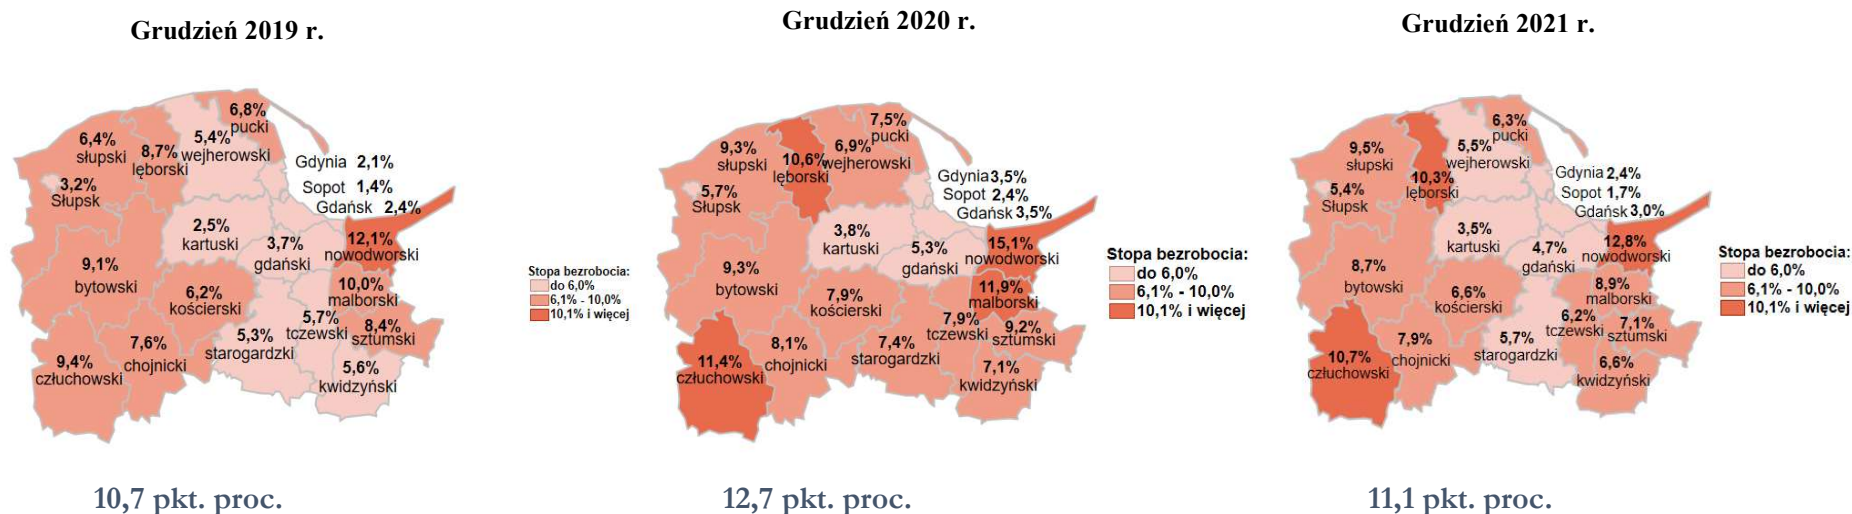 Grudzień 2019 r.
6,8%
pucki
6,4%
słupski
8,7%
lęborski
5,4%
wejherowski
Gdynia 2,1%
Sopot 1,4%
Gdańsk 2,4%
3,2%
Słupsk
2,5%
kartuski
3,7%
gdański
12,1%
nowodworski
9,1%
bytowski
6,2%
kościerski
10,0%
malborski
5,7%
tczewski
8,4%
sztumski
5,3%
starogardzki
7,6%
chojnicki
9,4%
człuchowski
5,6%
kwidzyński
Stopa bezrobocia:
do 6,0%
6,1% - 10,0%
10,1% i więcej
10,7 pkt. proc.
Grudzień 2020 r.
7,5%
pucki
9,3%
słupski
10,6%
lęborski
6,9%
wejherowski
Gdynia 3,5%
Sopot 2,4%
Gdańsk 3,5%
5,7%
Słupsk
3,8%
kartuski
5,3%
gdański
15,1%
nowodworski
9,3%
bytowski
7,9%
kościerski
11,9%
malborski
7,9%
tczewski
9,2%
sztumski
7,4%
starogardzki
8,1%
chojnicki
11,4%
człuchowski
7,1%
kwidzyński
Stopa bezrobocia:
do 6,0%
6,1% - 10,0%
10,1% i więcej
12,7 pkt. proc.
Grudzień 2021 r.
6,3%
pucki
9,5%
słupski
10,3%
lęborski
5,5%
wejherowski
Gdynia 2,4%
Sopot 1,7%
Gdańsk 3,0%
5,4%
Słupsk
3,5%
kartuski
4,7%
gdański
12,8%
nowodworski
8,7%
bytowski
6,6%
kościerski
8,9%
malborski
6,2%
tczewski
7,1%
sztumski
5,7%
starogardzki
7,9%
chojnicki
10,7%
człuchowski
6,6%
kwidzyński
Stopa bezrobocia:
do 6,0%
6,1% - 10,0%
10,1% i więcej
11,1 pkt. proc.